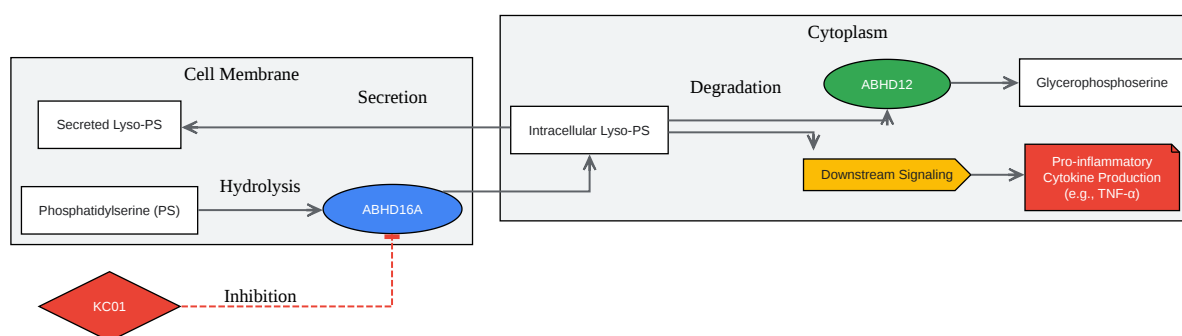 Cytoplasm
Cell Membrane
Secretion
Degradation
ABHD12
Glycerophosphoserine
Secreted Lyso-PS
Intracellular Lyso-PS
Hydrolysis
Downstream Signaling
Pro-inflammatory
Cytokine Production
(e.g., TNF-α)
Phosphatidylserine (PS)
ABHD16A
Inhibition
KC01